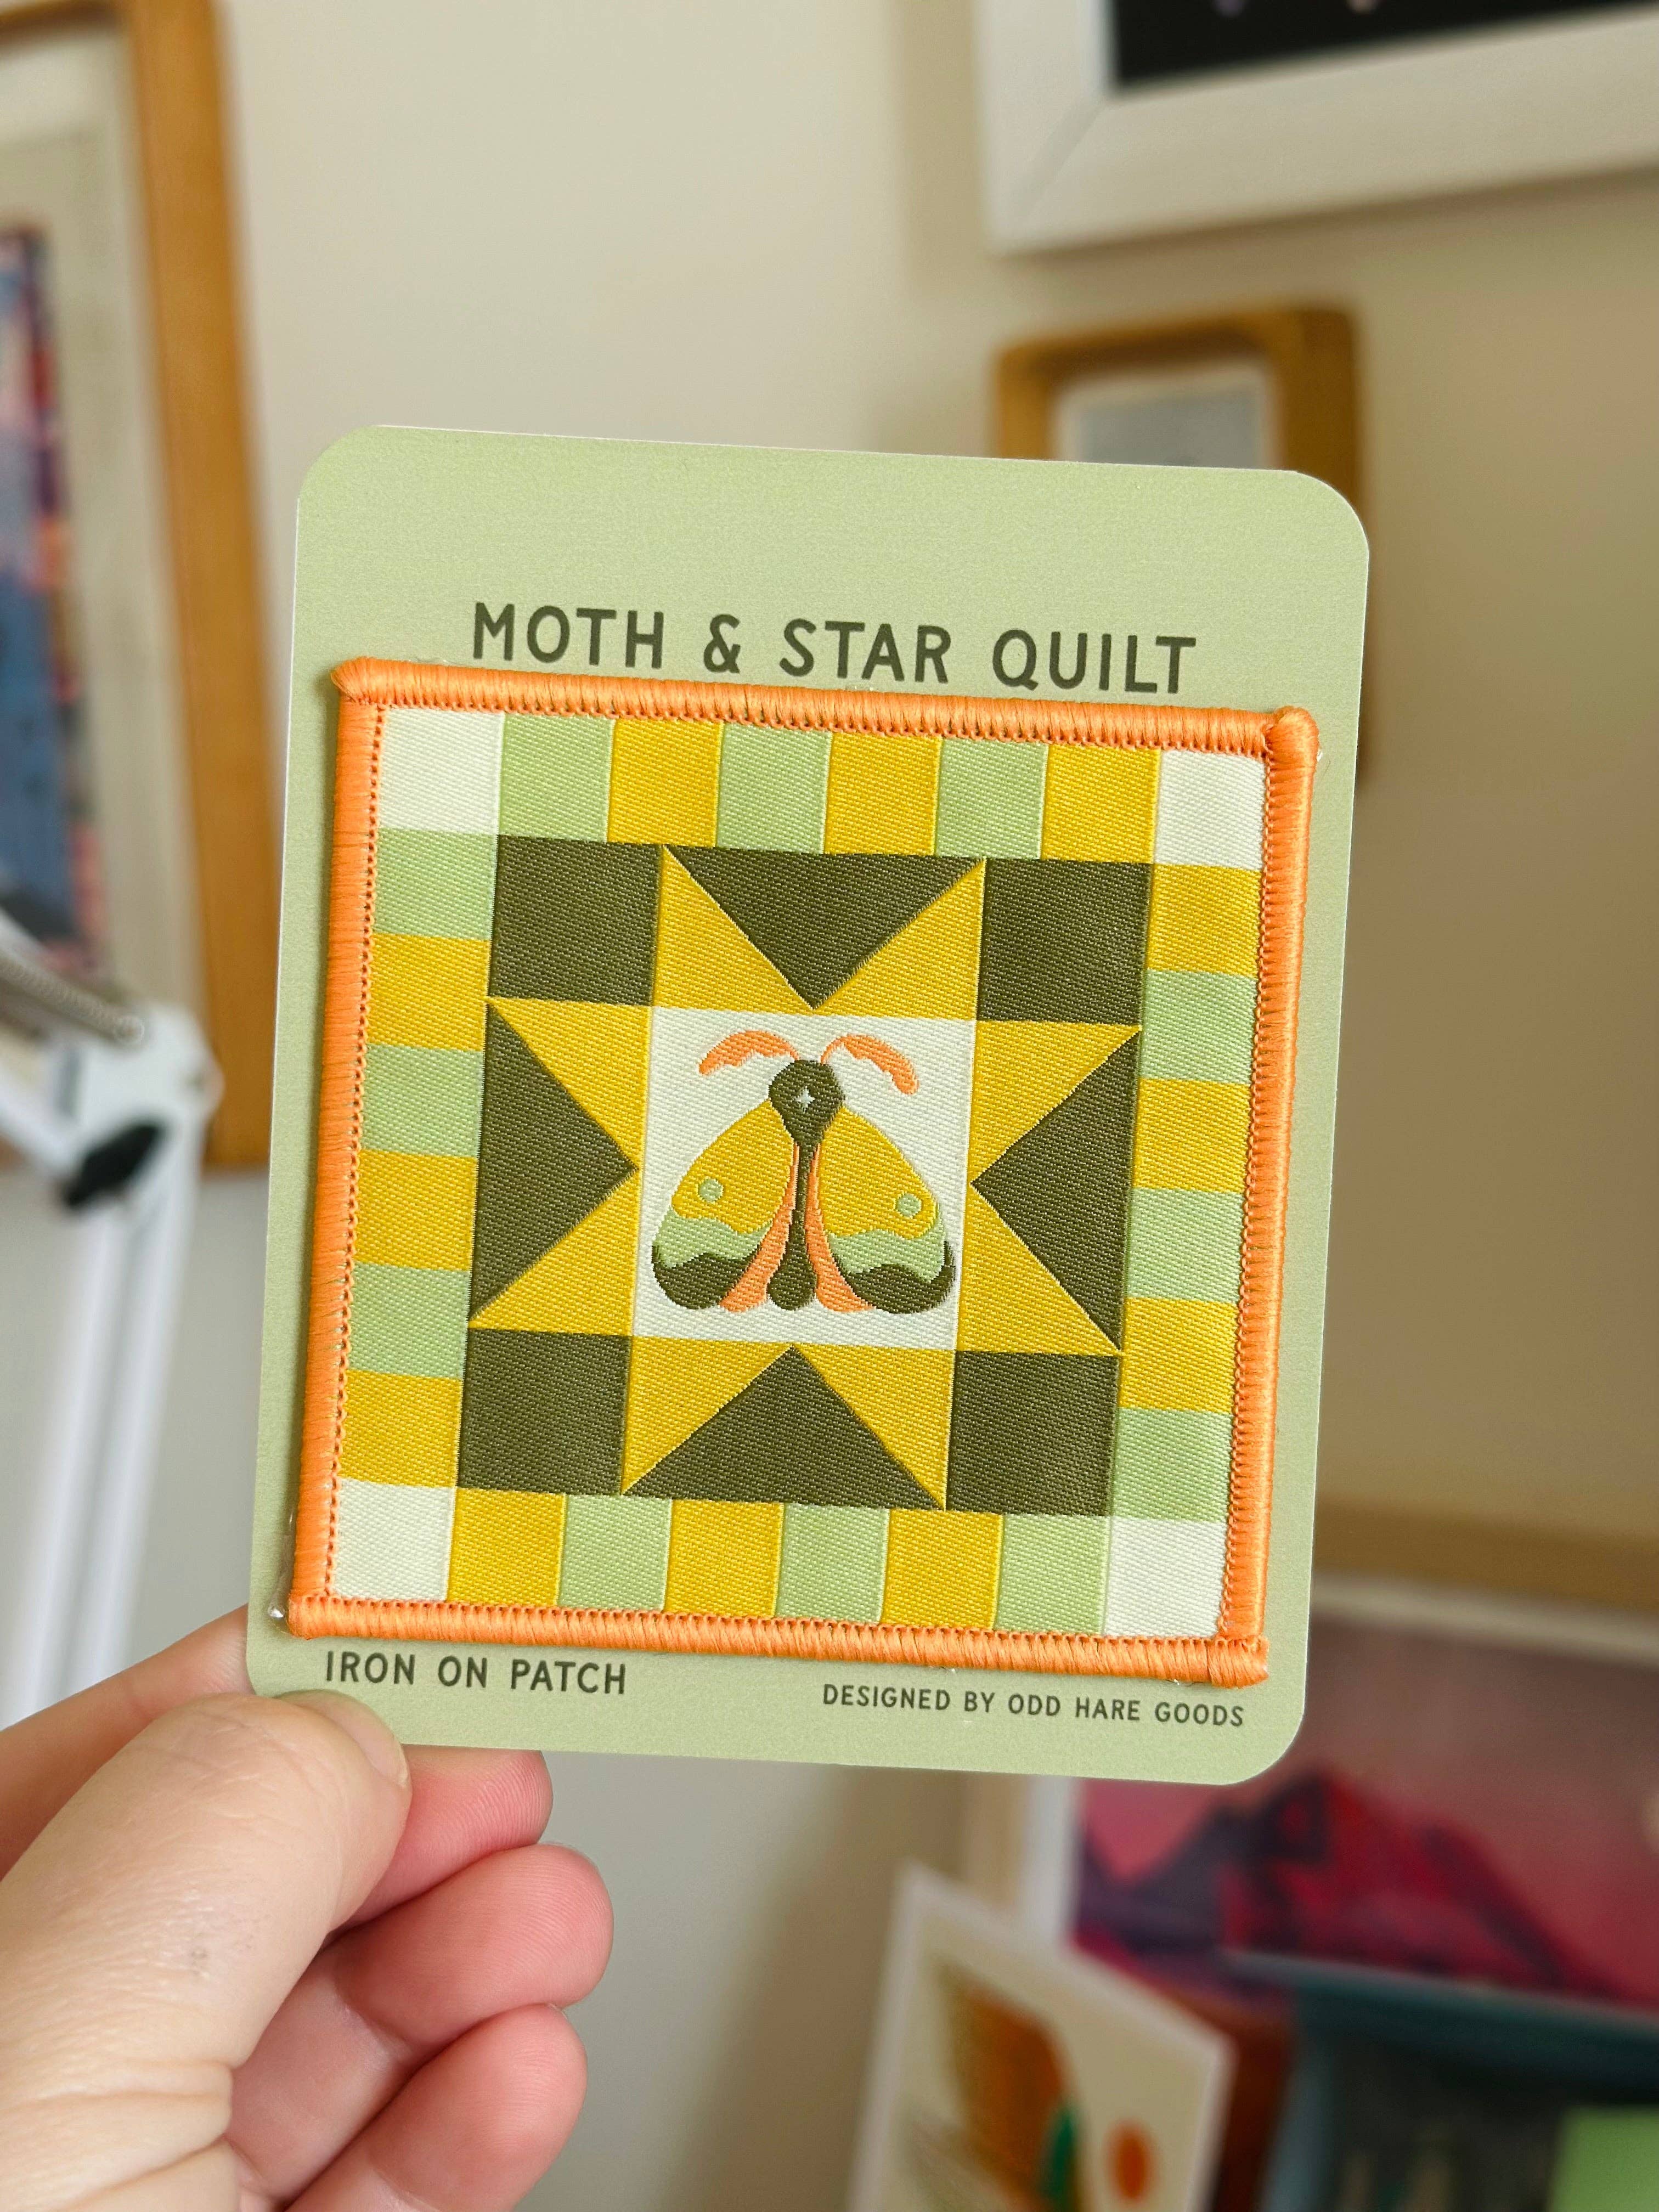 MOTH & STAR QUILT
IRON ON PATCH
DESIGNED BY ODD HARE GOODS